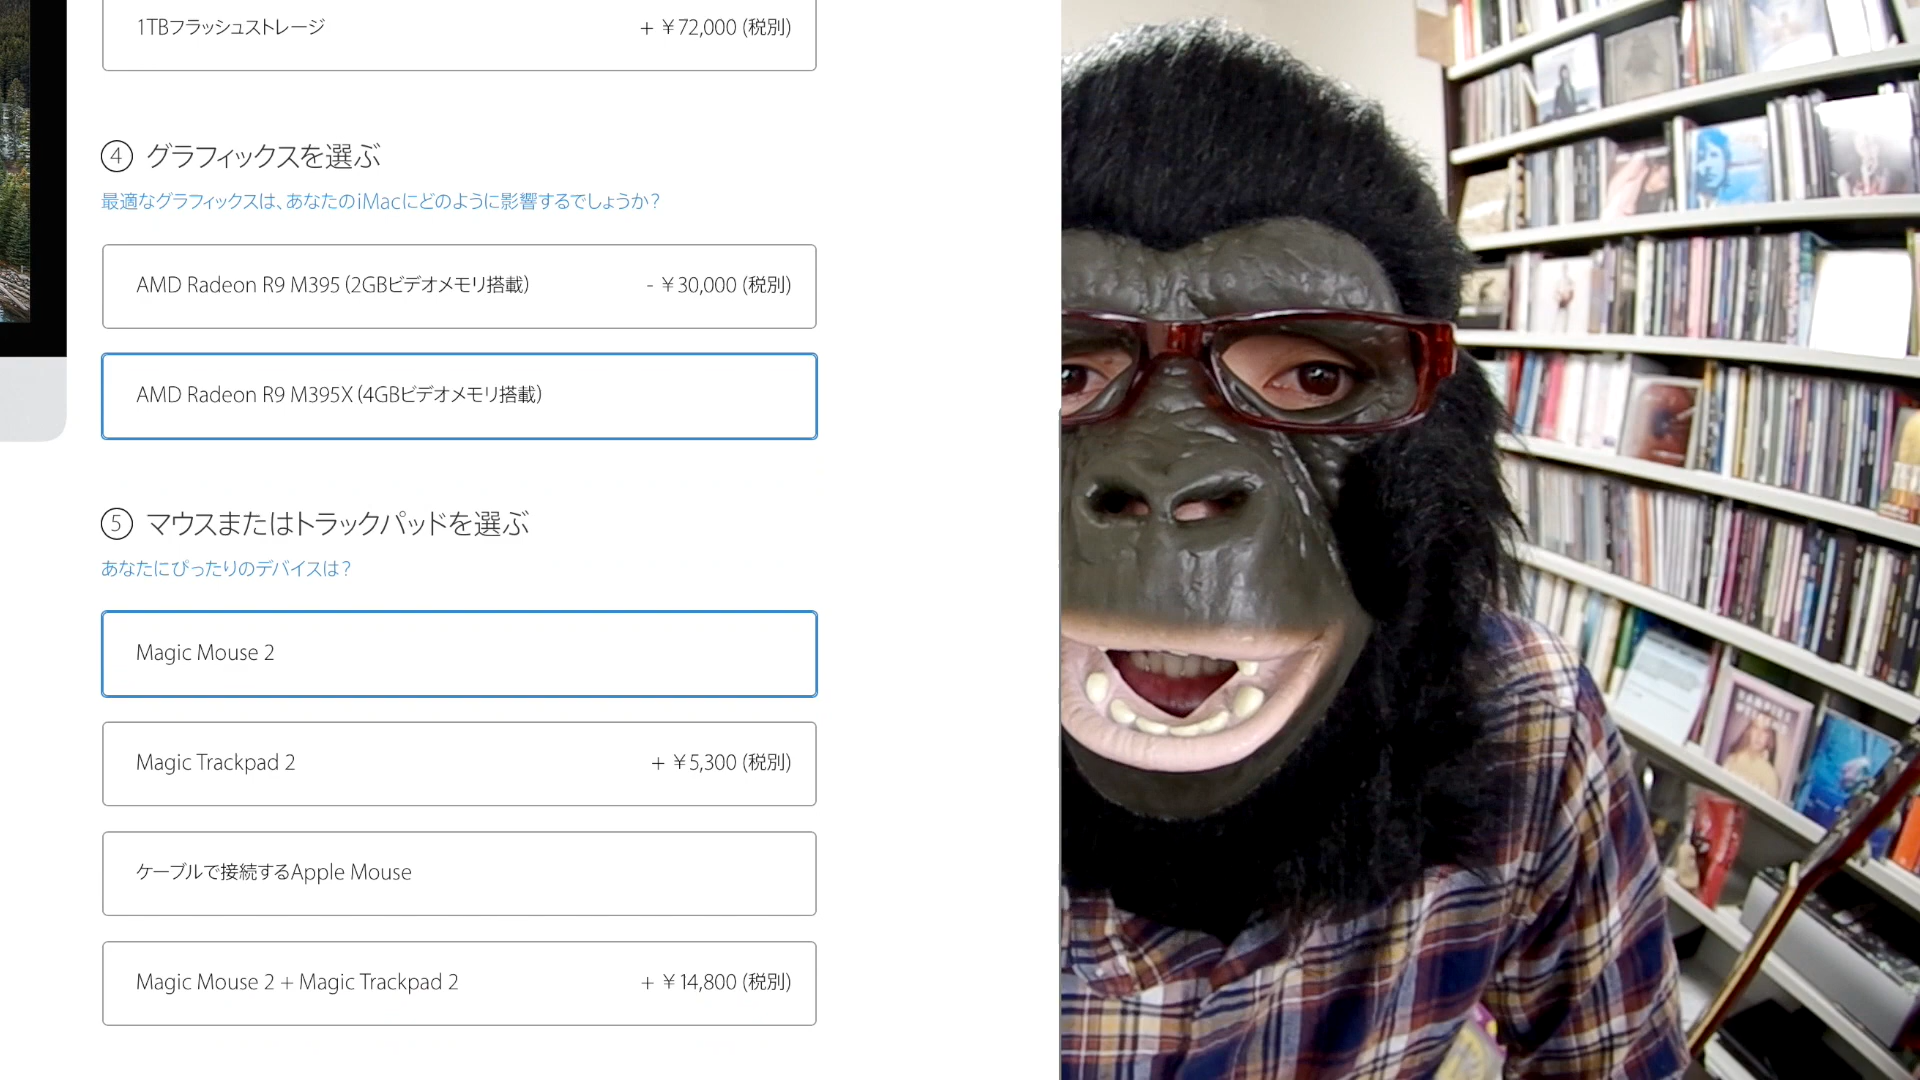 1TBフラッシュストレージ + ¥72,000 (税別)
④ グラフィックスを選ぶ
最適なグラフィックスは、あなたのiMacにどのように影響するでしょうか？
AMD Radeon R9 M395 (2GBビデオメモリ搭載) - ¥30,000 (税別)
AMD Radeon R9 M395X (4GBビデオメモリ搭載)
⑤ マウスまたはトラックパッドを選ぶ
あなたにぴったりのデバイスは？
Magic Mouse 2
Magic Trackpad 2 + ¥5,300 (税別)
ケーブルで接続するApple Mouse
Magic Mouse 2 + Magic Trackpad 2 + ¥14,800 (税別)